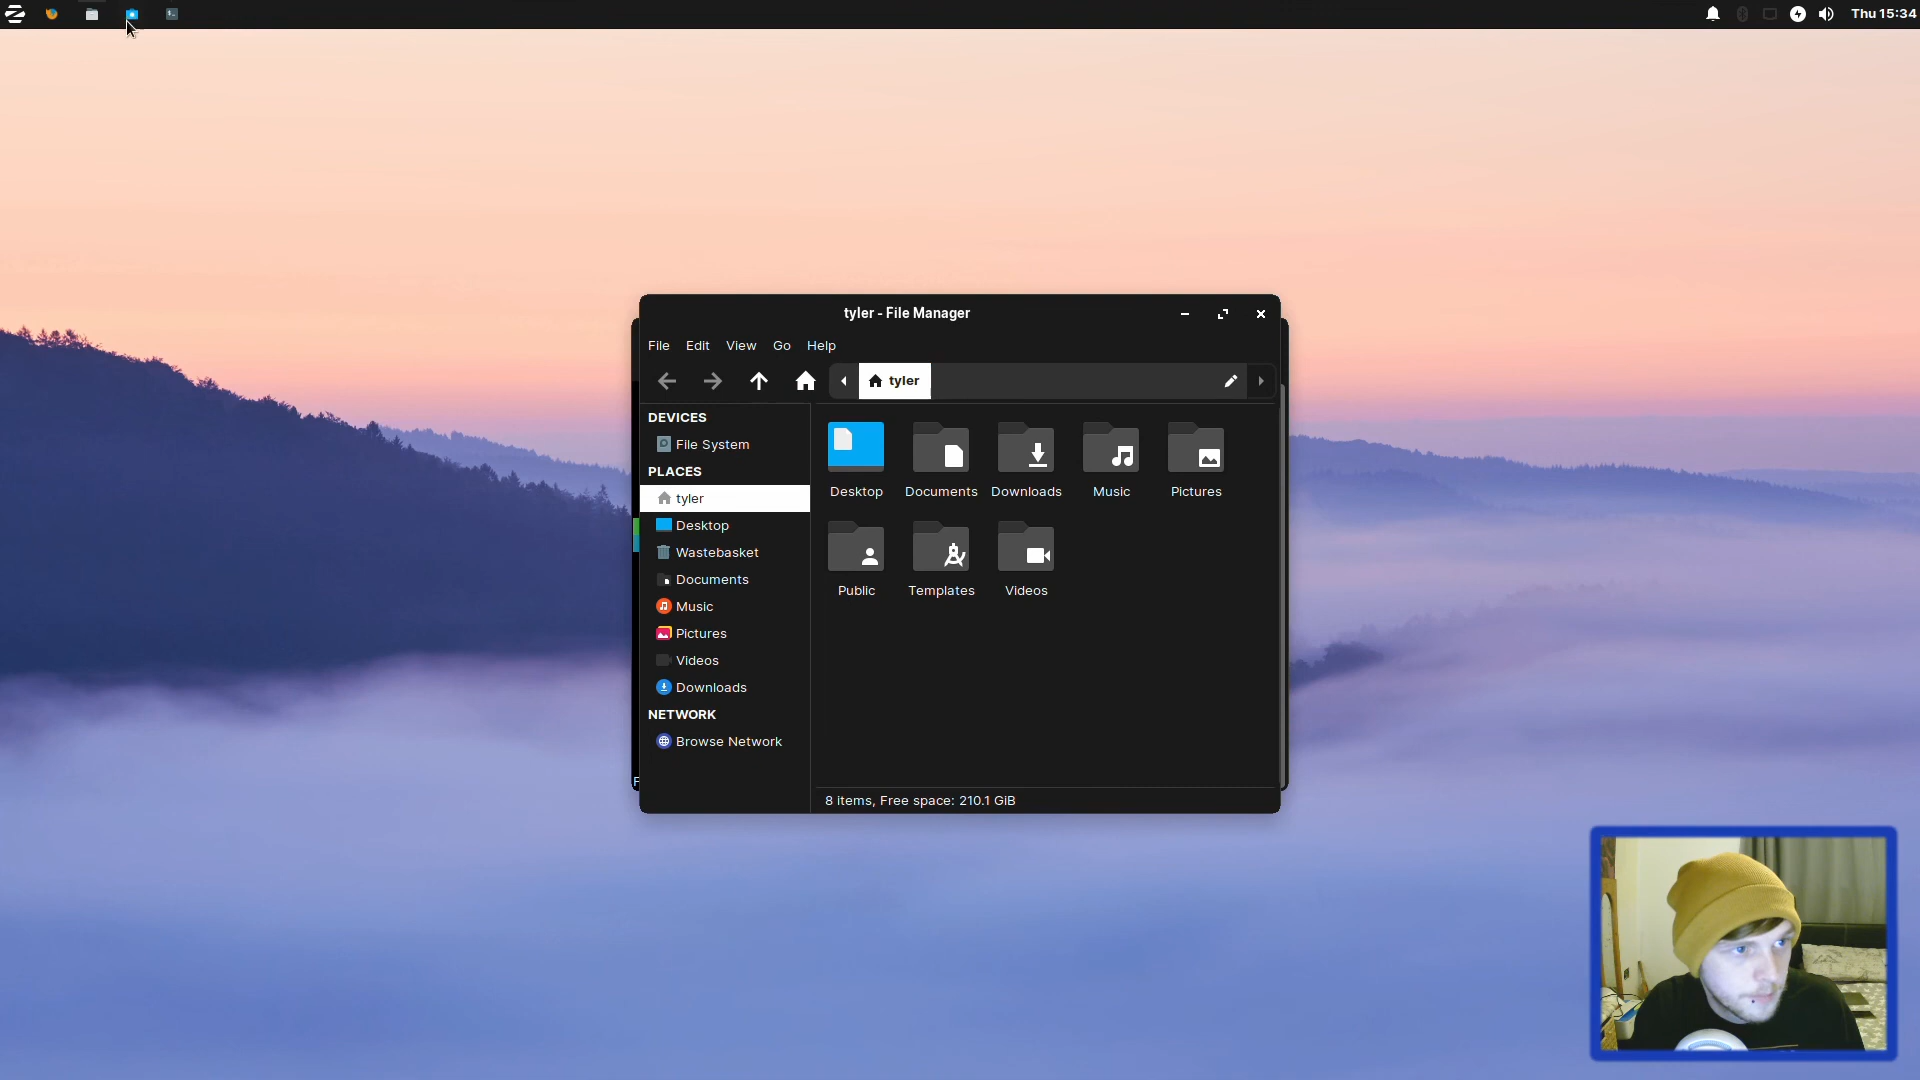 Thu 15:34
tyler - File Manager
File Edit View Go Help
tyler
DEVICES
File System
PLACES
tyler
Desktop
Wastebasket
Documents
Music
Pictures
Videos
Downloads
NETWORK
Browse Network
Desktop Documents Downloads Music Pictures
Public Templates Videos
8 items, Free space: 210.1 GiB
F